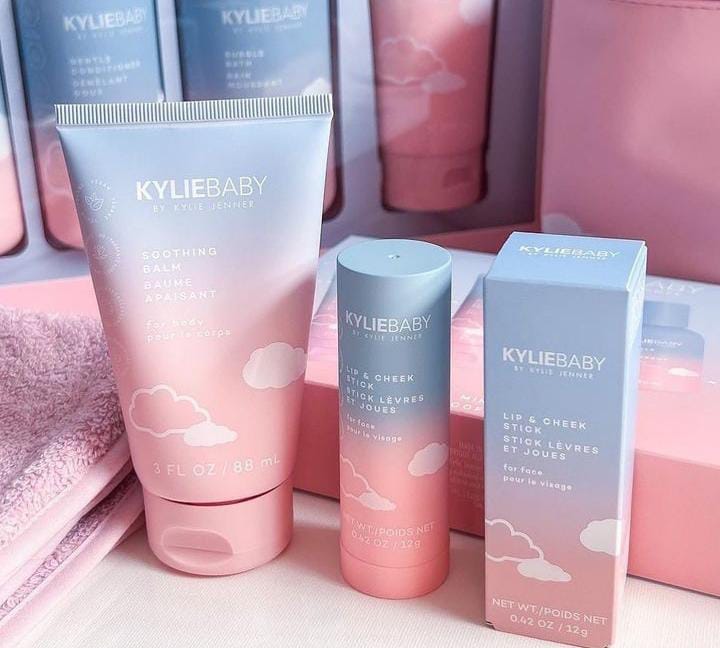 KYLIEBABY
BY KYLIE JENNER
GENTLE
CONDITIONER
DÉMÊLANT
DOUX
KYLIEBABY
BY KYLIE JENNER
BUBBLE
BATH
BAIN
MOUSSANT
KYLIEBABY
BY KYLIE JENNER
SOOTHING
BALM
BAUME
APAISANT
for body
pour le corps
3 FL OZ / 88 mL
KYLIEBABY
BY KYLIE JENNER
LIP & CHEEK
STICK
STICK LÈVRES
ET JOUES
for face
pour le visage
NET WT./POIDS NET
0.42 OZ / 12g
KYLIEBABY
BY KYLIE JENNER
KYLIEBABY
BY KYLIE JENNER
LIP & CHEEK
STICK
STICK LÈVRES
ET JOUES
for face
pour le visage
NET WT./POIDS NET
0.42 OZ / 12g